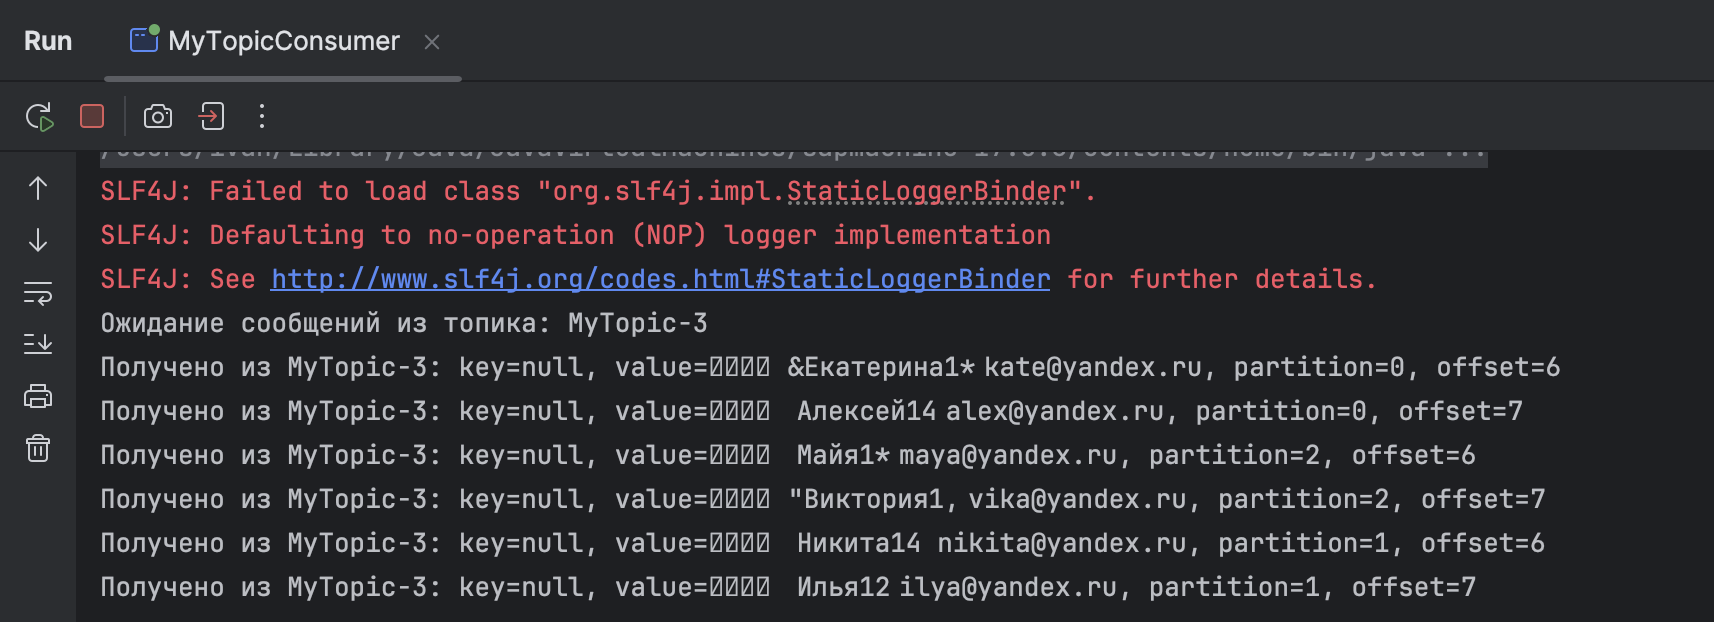 Run MyTopicConsumer
SLF4J: Failed to load class "org.slf4j.impl.StaticLoggerBinder".
SLF4J: Defaulting to no-operation (NOP) logger implementation
SLF4J: See http://www.slf4j.org/codes.html#StaticLoggerBinder for further details.
Ожидание сообщений из топика: MyTopic-3
Получено из MyTopic-3: key=null, value=␀␀␀␀ &Екатерина1* kate@yandex.ru, partition=0, offset=6
Получено из MyTopic-3: key=null, value=␀␀␀␀ Алексей14 alex@yandex.ru, partition=0, offset=7
Получено из MyTopic-3: key=null, value=␀␀␀␀ Майя1* maya@yandex.ru, partition=2, offset=6
Получено из MyTopic-3: key=null, value=␀␀␀␀ "Виктория1, vika@yandex.ru, partition=2, offset=7
Получено из MyTopic-3: key=null, value=␀␀␀␀ Никита14 nikita@yandex.ru, partition=1, offset=6
Получено из MyTopic-3: key=null, value=␀␀␀␀ Илья12 ilya@yandex.ru, partition=1, offset=7